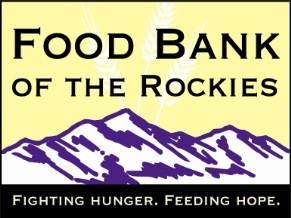 FOOD BANK
OF THE ROCKIES
FIGHTING HUNGER. FEEDING HOPE.